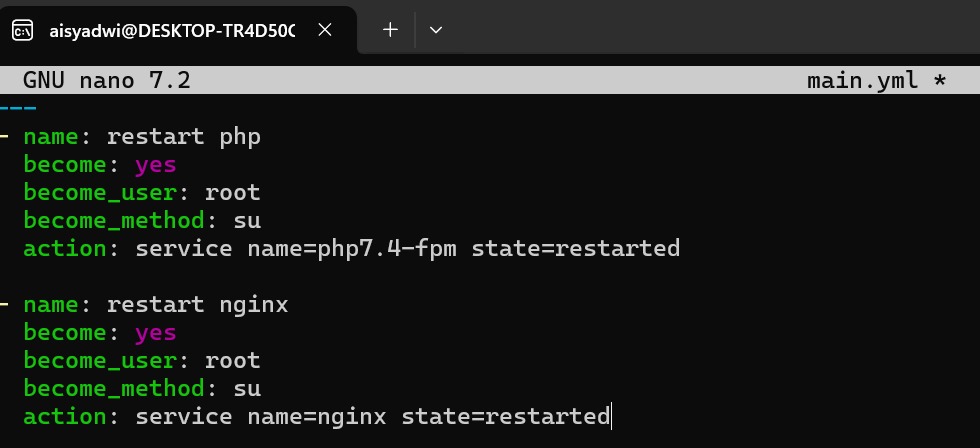 aisyadwi@DESKTOP-TR4D50
GNU nano 7.2 main.yml *
---
- name: restart php
become: yes
become_user: root
become_method: su
action: service name=php7.4-fpm state=restarted
- name: restart nginx
become: yes
become_user: root
become_method: su
action: service name=nginx state=restarted